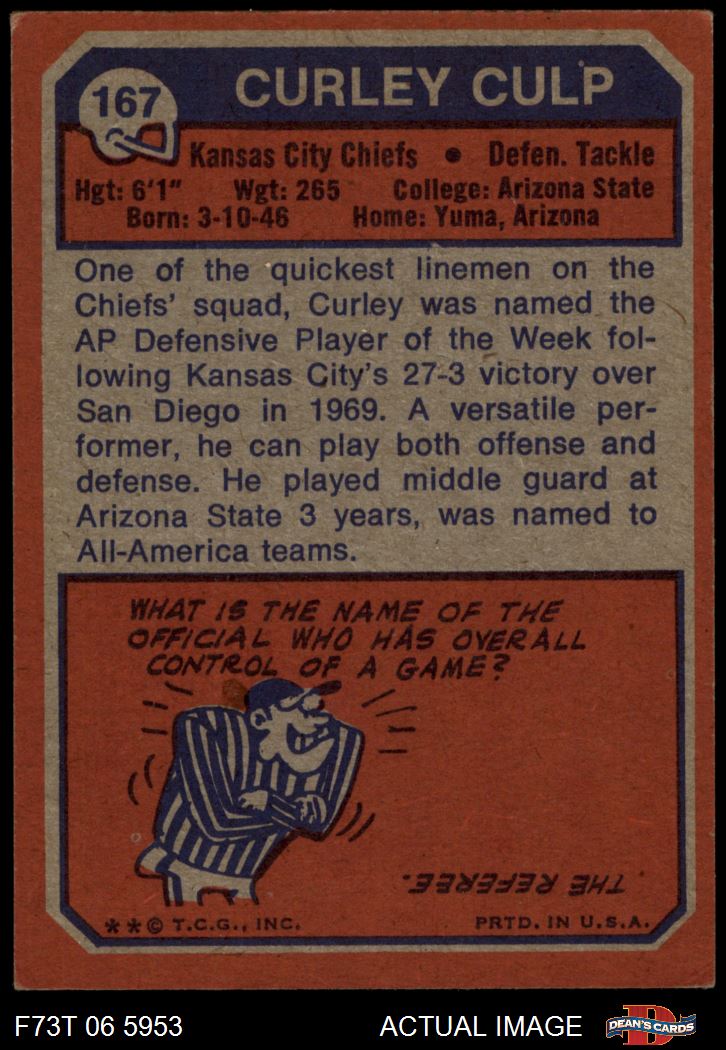 167
CURLEY CULP
Kansas City Chiefs • Defen. Tackle
Hgt: 6'1" Wgt: 265 College: Arizona State
Born: 3-10-46 Home: Yuma, Arizona
One of the quickest linemen on the
Chiefs' squad, Curley was named the
AP Defensive Player of the Week fol-
lowing Kansas City's 27-3 victory over
San Diego in 1969. A versatile per-
former, he can play both offense and
defense. He played middle guard at
Arizona State 3 years, was named to
All-America teams.
WHAT IS THE NAME OF THE
OFFICIAL WHO HAS OVERALL
CONTROL OF A GAME?
THE REFEREE.
**© T.C.G., INC. PRTD. IN U.S.A.
F73T 06 5953 ACTUAL IMAGE
D
DEAN'S CARDS